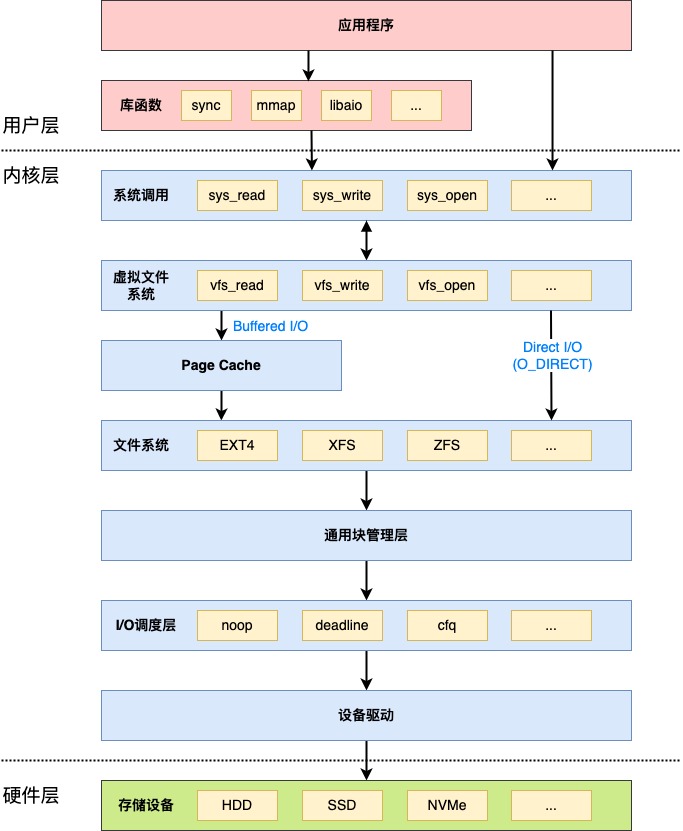 应用程序
库函数 sync mmap libaio ...
用户层
内核层
系统调用 sys_read sys_write sys_open ...
虚拟文件
系统
vfs_read vfs_write vfs_open ...
Buffered I/O
Direct I/O
(O_DIRECT)
Page Cache
文件系统 EXT4 XFS ZFS ...
通用块管理层
I/O调度层 noop deadline cfq ...
设备驱动
硬件层
存储设备 HDD SSD NVMe ...